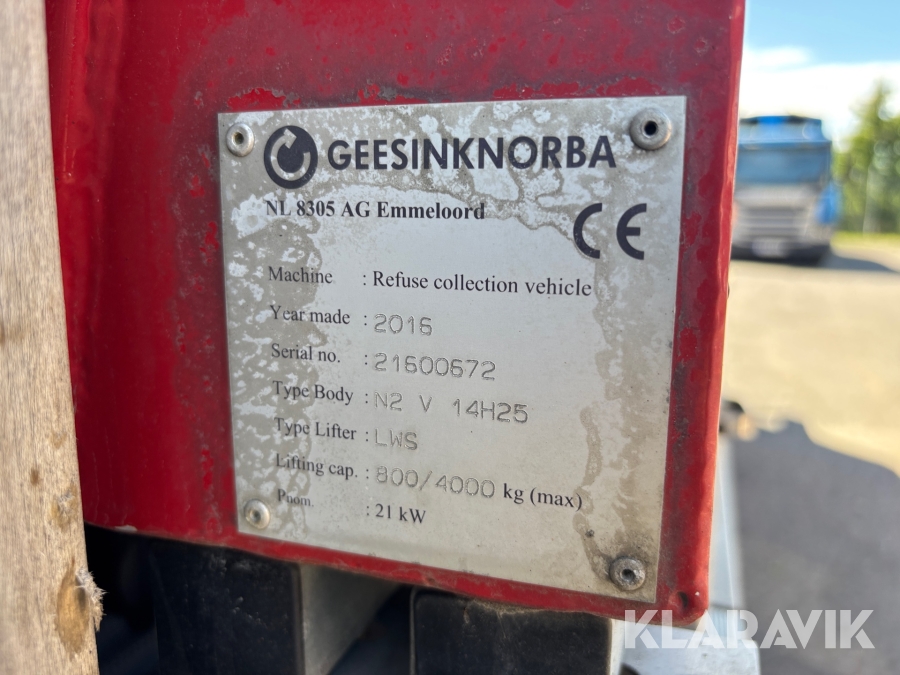 GEESINKNORBA
NL 8305 AG Emmeloord
CE
Machine : Refuse collection vehicle
Year made : 2016
Serial no. : 21600672
Type Body : N2 V 14H25
Type Lifter : LWS
Lifting cap. : 800/4000 kg (max)
Pnom. : 21 kW
KLARAVIK